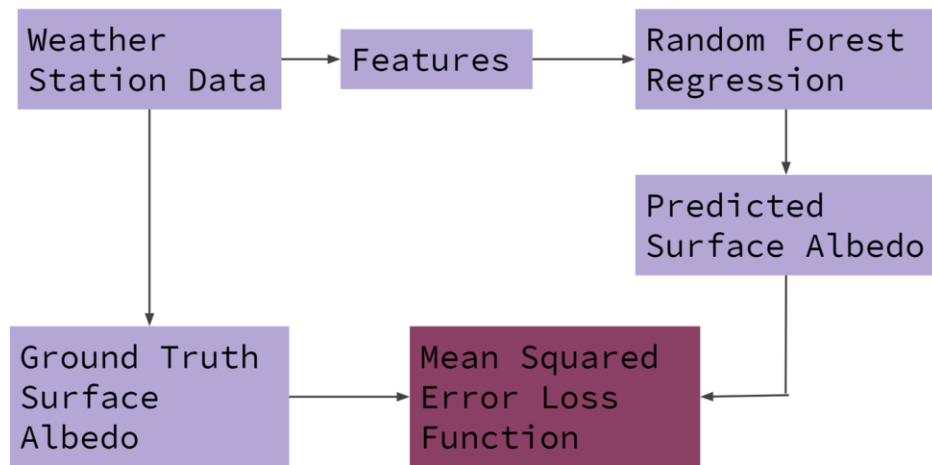 Weather
Station Data
Features
Random Forest
Regression
Predicted
Surface Albedo
Ground Truth
Surface
Albedo
Mean Squared
Error Loss
Function